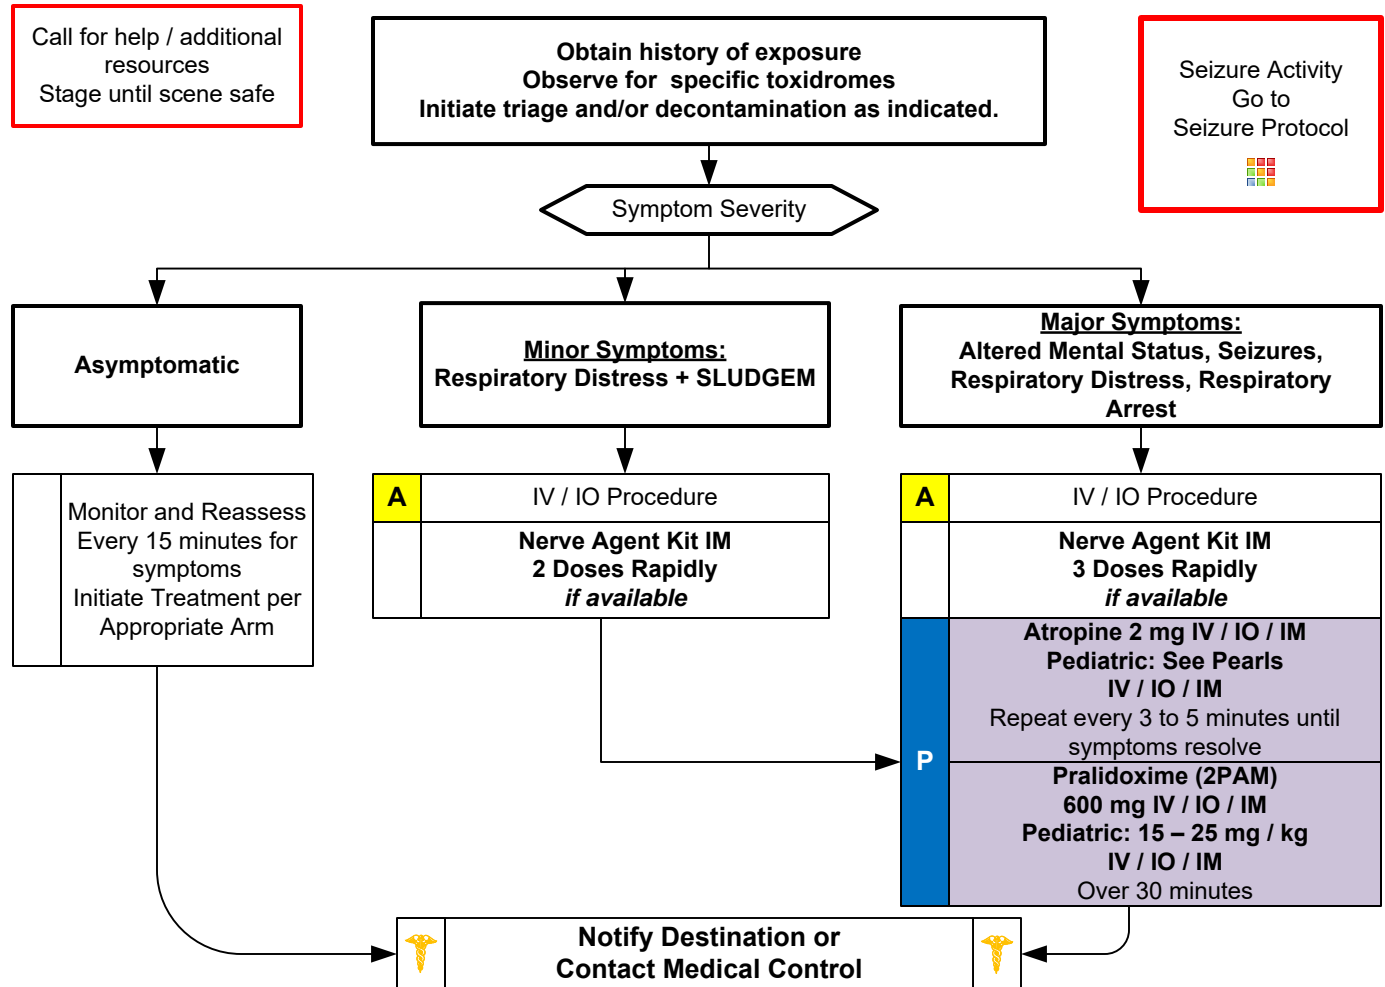 Call for help / additional
resources
Stage until scene safe
Obtain history of exposure
Observe for specific toxidromes
Initiate triage and/or decontamination as indicated.
Seizure Activity
Go to
Seizure Protocol
Symptom Severity
Asymptomatic
Minor Symptoms:
Respiratory Distress + SLUDGEM
Major Symptoms:
Altered Mental Status, Seizures,
Respiratory Distress, Respiratory
Arrest
Monitor and Reassess
Every 15 minutes for
symptoms
Initiate Treatment per
Appropriate Arm
A
IV / IO Procedure
Nerve Agent Kit IM
2 Doses Rapidly
if available
A
IV / IO Procedure
Nerve Agent Kit IM
3 Doses Rapidly
if available
P
Atropine 2 mg IV / IO / IM
Pediatric: See Pearls
IV / IO / IM
Repeat every 3 to 5 minutes until
symptoms resolve
Pralidoxime (2PAM)
600 mg IV / IO / IM
Pediatric: 15 – 25 mg / kg
IV / IO / IM
Over 30 minutes
Notify Destination or
Contact Medical Control